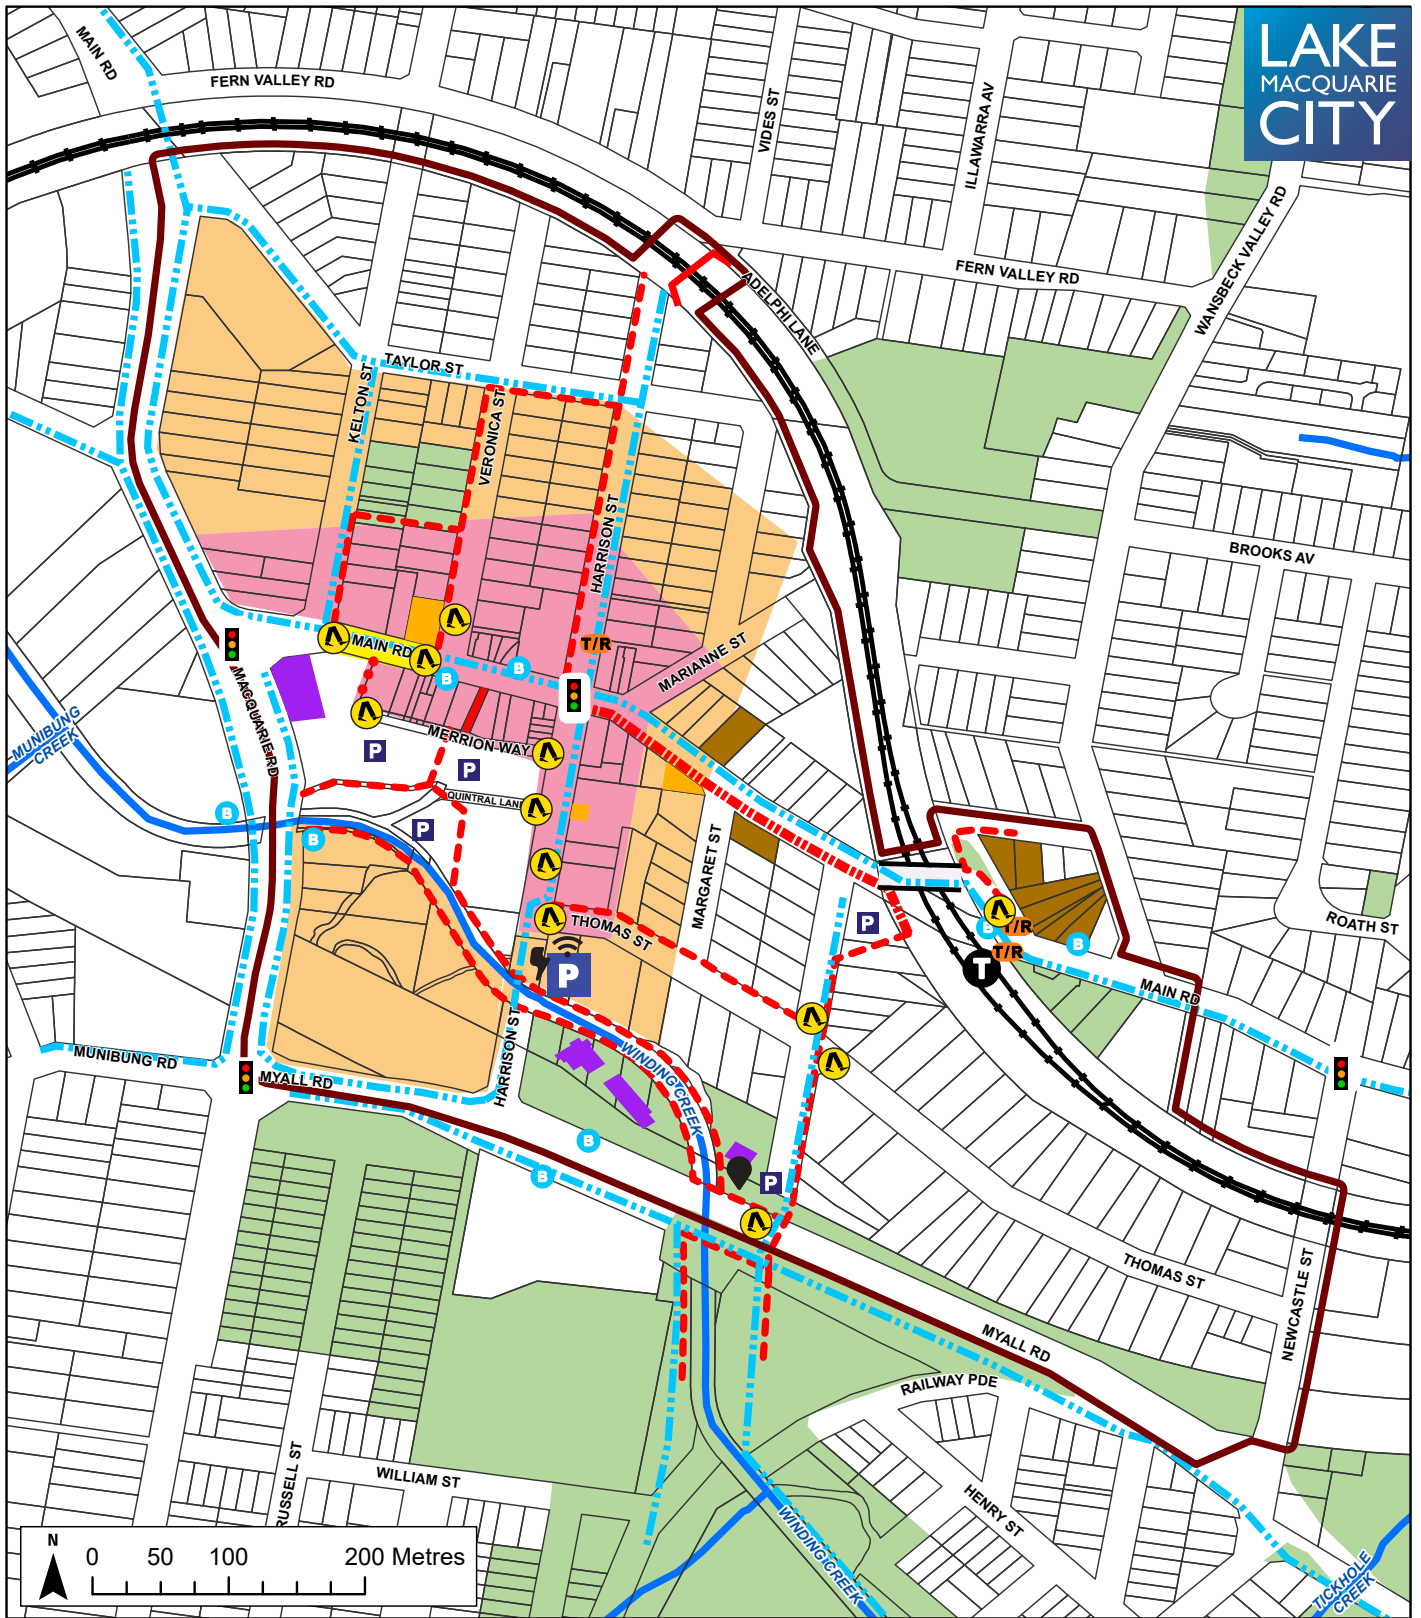 LAKE
MACQUARIE
CITY
MAIN RD
FERN VALLEY RD
VIDES ST
ILLAWARRA AV
WANSBECK VALLEY RD
FERN VALLEY RD
ADELPHI LANE
TAYLOR ST
KELTON ST
VERONICA ST
HARRISON ST
BROOKS AV
T/R
MAIN RD
MARIANNE ST
B
B
MACQUARIE RD
MUNIBUNG
CREEK
MERRION WAY
P
P
QUINTRAL LANE
B
B
P
MARGARET ST
THOMAS ST
P
ROATH ST
T/R
B
B
T/R
T
P
MAIN RD
HARRISON ST
MUNIBUNG RD
MYALL RD
WINDING CREEK
B
B
P
THOMAS ST
NEWCASTLE ST
MYALL RD
RAILWAY PDE
WILLIAM ST
RUSSELL ST
HENRY ST
WINDING CREEK
TICKHOLE
CREEK
N
0 50 100 200 Metres